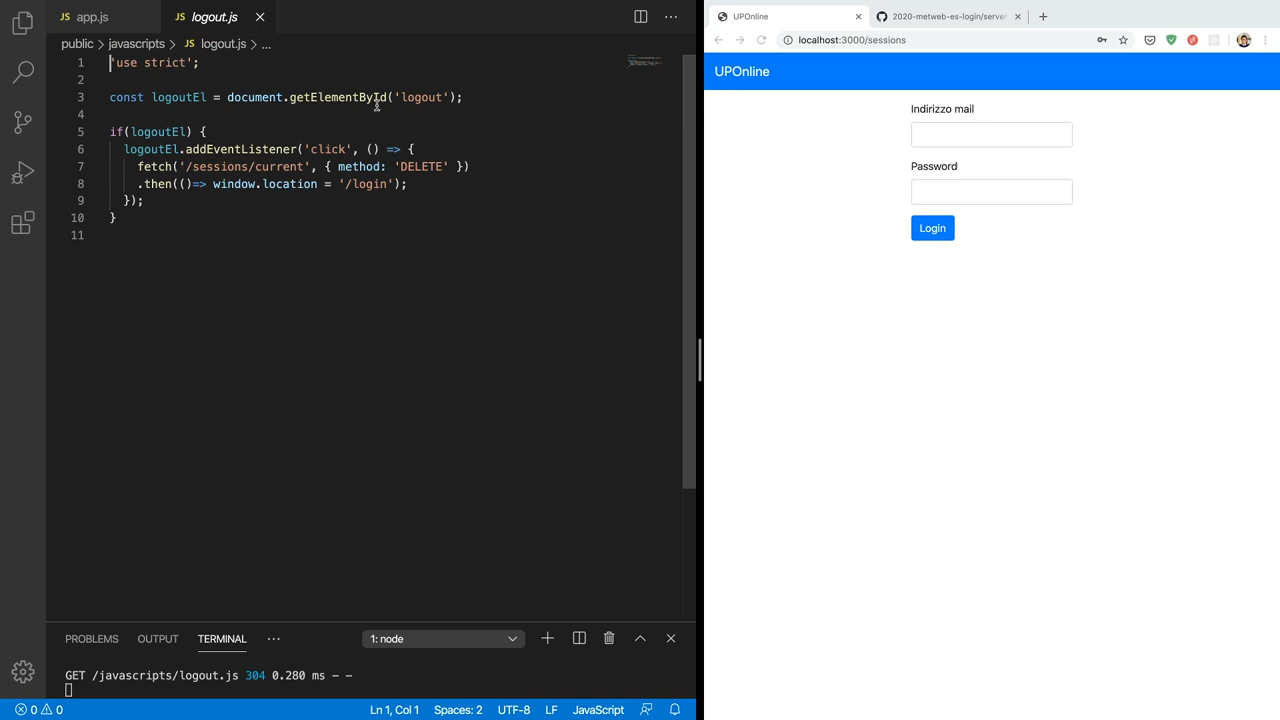 app.js
JS logout.js
public > javascripts > JS logout.js > ...
1 'use strict';
2
3 const logoutEl = document.getElementById('logout');
4
5 if(logoutEl) {
6 logoutEl.addEventListener('click', () => {
7 fetch('/sessions/current', { method: 'DELETE' })
8 .then(()=> window.location = '/login');
9 });
10 }
11
PROBLEMS OUTPUT TERMINAL ... 1: node
GET /javascripts/logout.js 304 0.280 ms - -
0 0 Ln 1, Col 1 Spaces: 2 UTF-8 LF JavaScript
UPOnline
2020-metweb-es-login/server
localhost:3000/sessions
UPOnline
Indirizzo mail
Password
Login